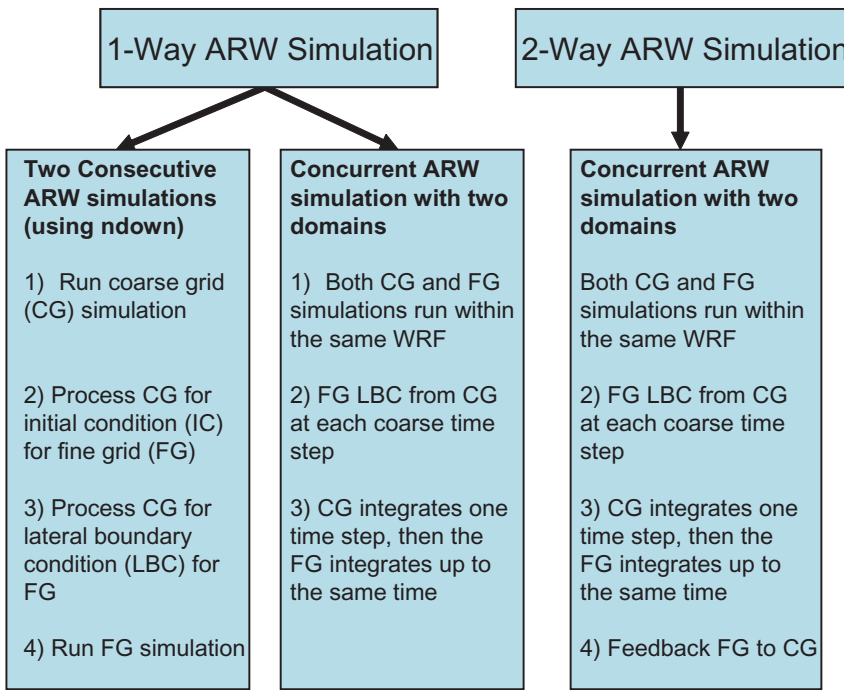 1-Way ARW Simulation
2-Way ARW Simulation
Two Consecutive
ARW simulations
(using ndown)
1) Run coarse grid
(CG) simulation
2) Process CG for
initial condition (IC)
for fine grid (FG)
3) Process CG for
lateral boundary
condition (LBC) for
FG
4) Run FG simulation
Concurrent ARW
simulation with two
domains
1) Both CG and FG
simulations run within
the same WRF
2) FG LBC from CG
at each coarse time
step
3) CG integrates one
time step, then the
FG integrates up to
the same time
Concurrent ARW
simulation with two
domains
Both CG and FG
simulations run within
the same WRF
2) FG LBC from CG
at each coarse time
step
3) CG integrates one
time step, then the
FG integrates up to
the same time
4) Feedback FG to CG